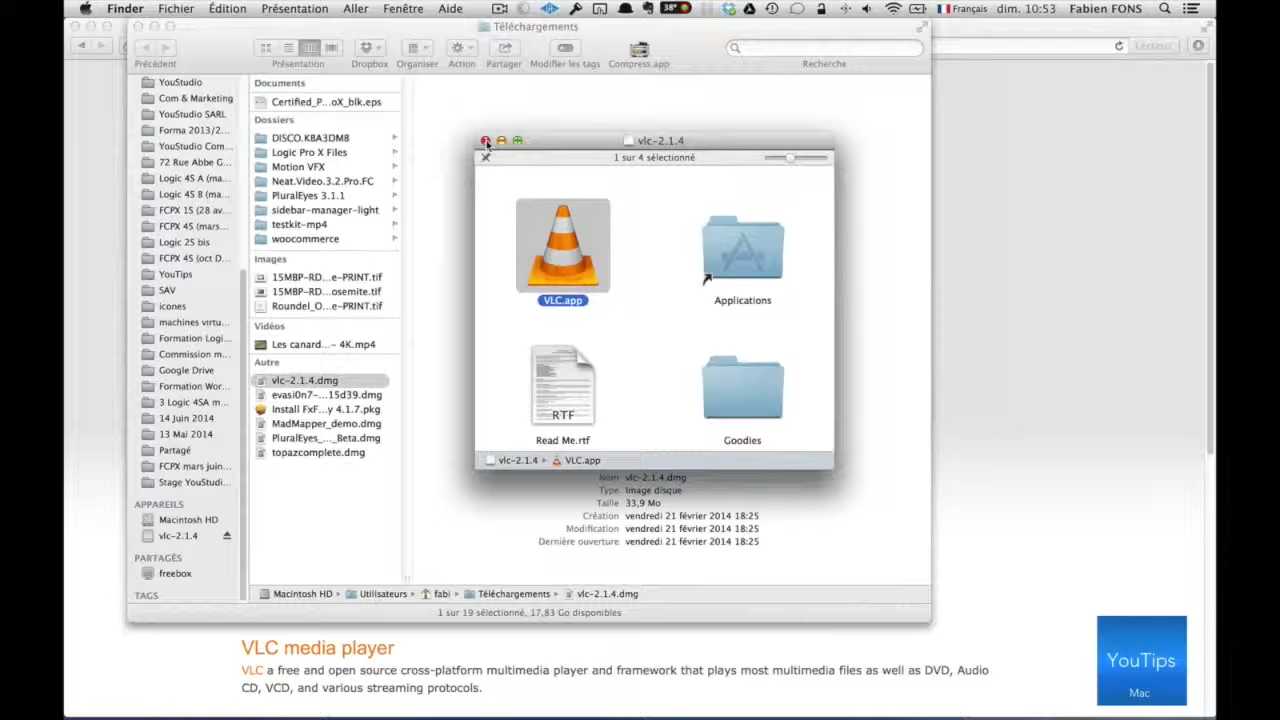 Finder Fichier Édition Présentation Aller Fenêtre Aide 38° Français dim. 10:53 Fabien FONS
Téléchargements
Précédent Présentation Dropbox Organiser Action Partager Modifier les tags Compress.app Recherche
Lecteur
YouStudio
Com & Marketing
YouStudio SARL
Forma 2013/2...
YouStudio Com...
72 Rue Abbe G...
Logic 4S A (ma...
Logic 4S B (ma...
FCPX 1S (28 av...
FCPX 4S (mars...
Logic 2S bis
FCPX 4S (oct D...
YouTips
SAV
icones
machines virtu...
Formation Logi...
Commission m...
Google Drive
Formation Wor...
3 Logic 4SA m...
14 Juin 2014
13 Mai 2014
Partagé
FCPX mars juin...
Stage YouStudi...
APPAREILS
Macintosh HD
vlc-2.1.4
PARTAGÉS
freebox
TAGS
Documents
Certified_P...oX_blk.eps
Dossiers
DISCO.KBA3DMB
Logic Pro X Files
Motion VFX
Neat.Video.3.2.Pro.FC
PluralEyes 3.1.1
sidebar-manager-light
testkit-mp4
woocommerce
Images
15MBP-RD...e-PRINT.tif
15MBP-RD...osemite.tif
Roundel_O...e-PRINT.tif
Vidéos
Les canard...- 4K.mp4
Autre
vlc-2.1.4.dmg
evasi0n7-...15d39.dmg
Install FxF...y 4.1.7.pkg
MadMapper_demo.dmg
PluralEyes_..._Beta.dmg
topazcomplete.dmg
vlc-2.1.4
1 sur 4 sélectionné
VLC.app
Applications
RTF
Read Me.rtf
Goodies
vlc-2.1.4 VLC.app
Nom vlc-2.1.4.dmg
Type Image disque
Taille 33,9 Mo
Création vendredi 21 février 2014 18:25
Modification vendredi 21 février 2014 18:25
Dernière ouverture vendredi 21 février 2014 18:25
Macintosh HD Utilisateurs fabi Téléchargements vlc-2.1.4.dmg
1 sur 19 sélectionné, 17,83 Go disponibles
VLC media player
VLC a free and open source cross-platform multimedia player and framework that plays most multimedia files as well as DVD, Audio
CD, VCD, and various streaming protocols.
YouTips
Mac